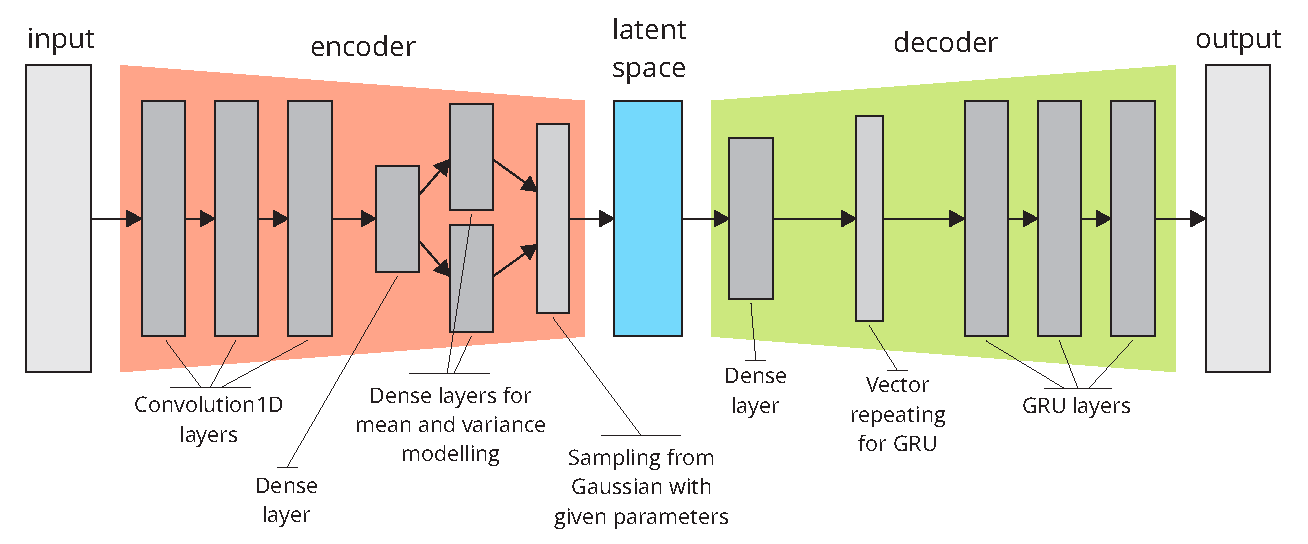 input
encoder
latent
space
decoder
output
Convolution1D
layers
Dense
layer
Dense layers for
mean and variance
modelling
Sampling from
Gaussian with
given parameters
Dense
layer
Vector
repeating
for GRU
GRU layers